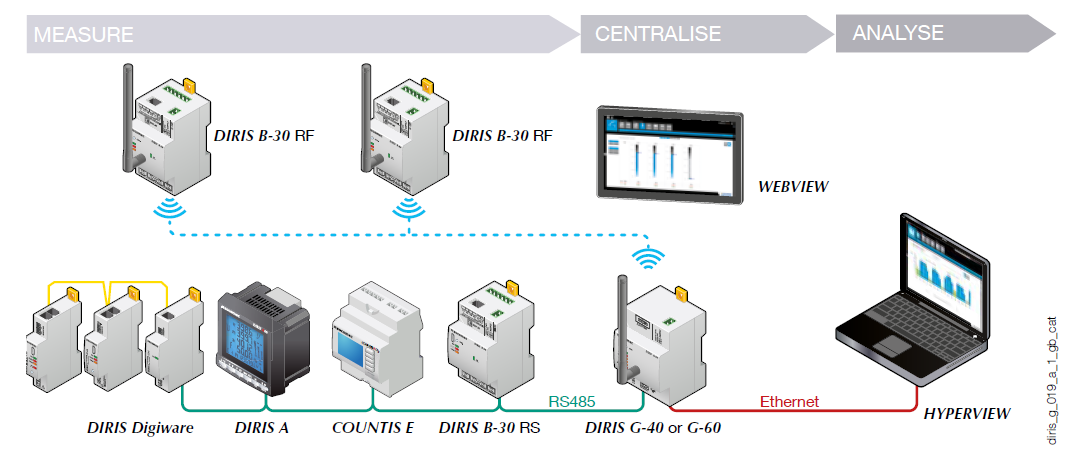 MEASURE
CENTRALISE
ANALYSE
DIRIS B-30 RF
DIRIS B-30 RF
WEBVIEW
RS485
Ethernet
DIRIS Digiware
DIRIS A
COUNTIS E
DIRIS B-30 RS
DIRIS G-40 or G-60
HYPERVIEW
diris_g_019_a_1_gb_cat